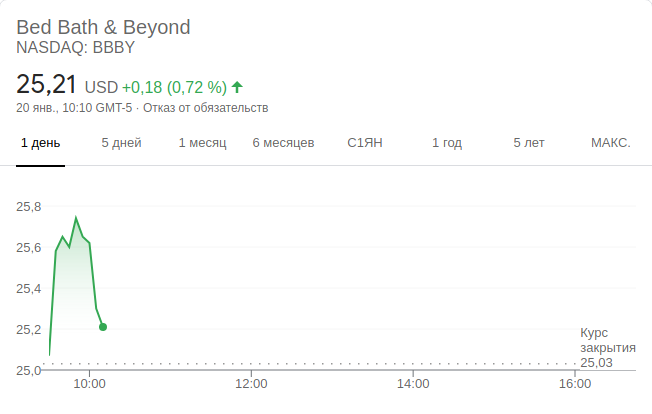 Bed Bath & Beyond
NASDAQ: BBBY
25,21 USD +0,18 (0,72 %)
20 янв., 10:10 GMT-5 · Отказ от обязательств
1 день 5 дней 1 месяц 6 месяцев С1ЯН 1 год 5 лет МАКС.
25,8
25,6
25,4
25,2
25,0
Курс
закрытия
25,03
10:00 12:00 14:00 16:00